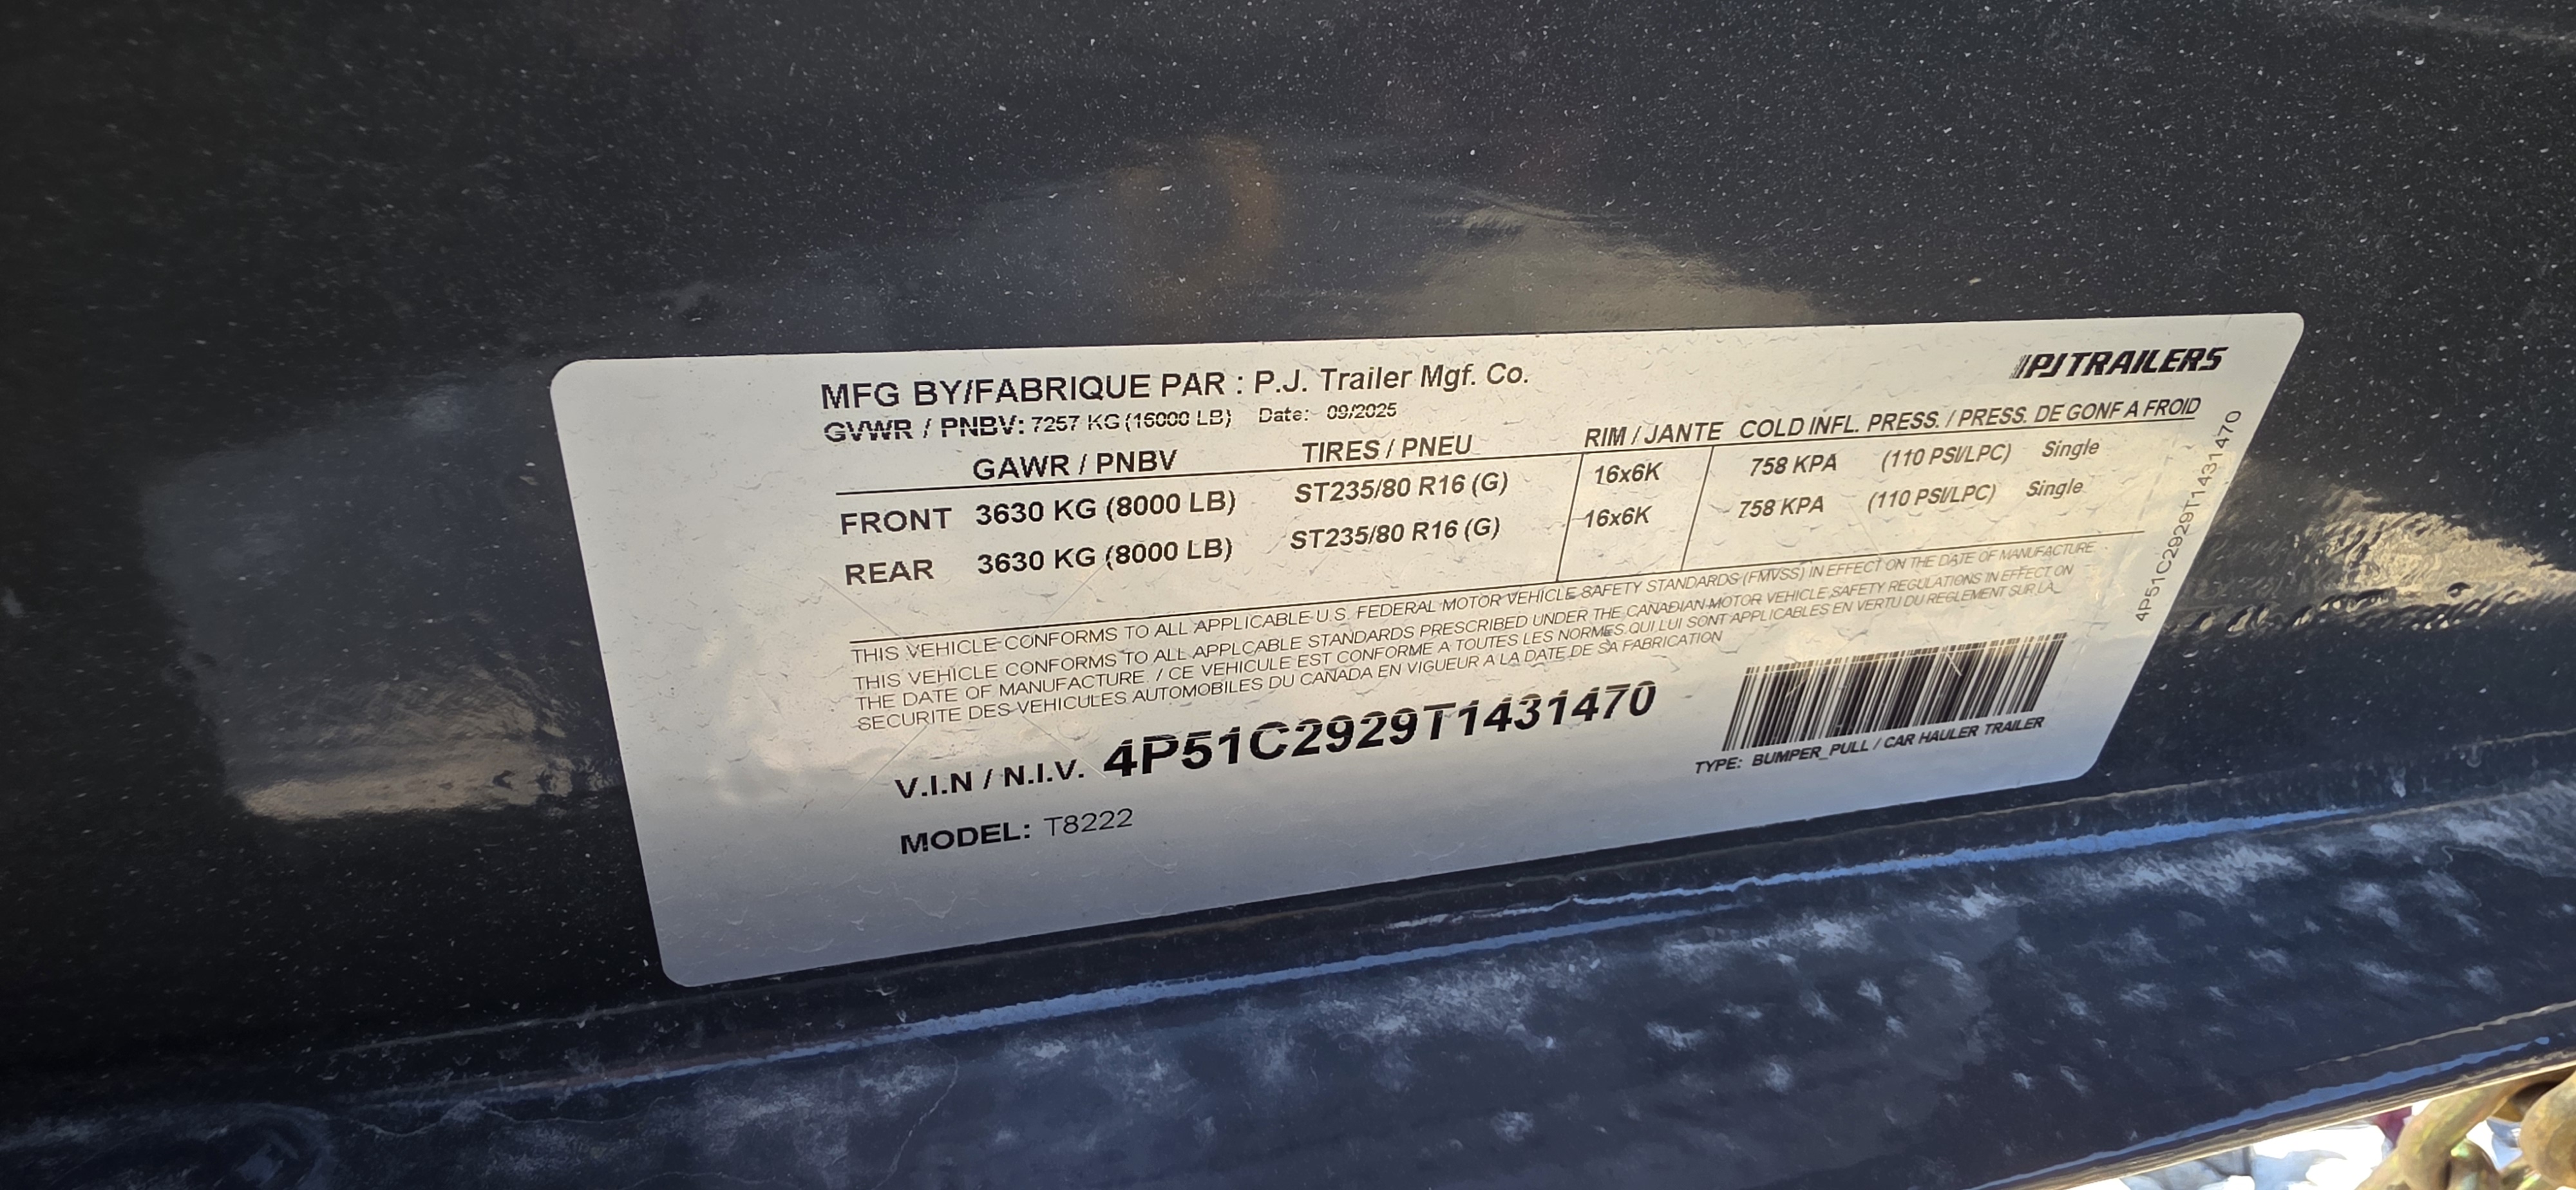 PJTRAILERS
MFG BY/FABRIQUE PAR : P.J. Trailer Mgf. Co.
GVWR / PNBV: 7257 KG (16000 LB) Date: 09/2025
GAWR / PNBV TIRES / PNEU RIM / JANTE COLD INFL. PRESS. / PRESS. DE GONF A FROID
FRONT 3630 KG (8000 LB) ST235/80 R16 (G) 16x6K 758 KPA (110 PSI/LPC) Single
REAR 3630 KG (8000 LB) ST235/80 R16 (G) 16x6K 758 KPA (110 PSI/LPC) Single
THIS VEHICLE CONFORMS TO ALL APPLICABLE U.S. FEDERAL MOTOR VEHICLE SAFETY STANDARDS (FMVSS) IN EFFECT ON THE DATE OF MANUFACTURE
THIS VEHICLE CONFORMS TO ALL APPLCABLE STANDARDS PRESCRIBED UNDER THE CANADIAN MOTOR VEHICLE SAFETY REGULATIONS IN EFFECT ON
THE DATE OF MANUFACTURE. / CE VEHICULE EST CONFORME A TOUTES LES NORMES QUI LUI SONT APPLICABLES EN VERTU DU REGLEMENT SUR LA
SECURITE DES VEHICULES AUTOMOBILES DU CANADA EN VIGUEUR A LA DATE DE SA FABRICATION
V.I.N / N.I.V. 4P51C2929T1431470
TYPE: BUMPER_PULL / CAR HAULER TRAILER
MODEL: T8222
4P51C2929T1431470